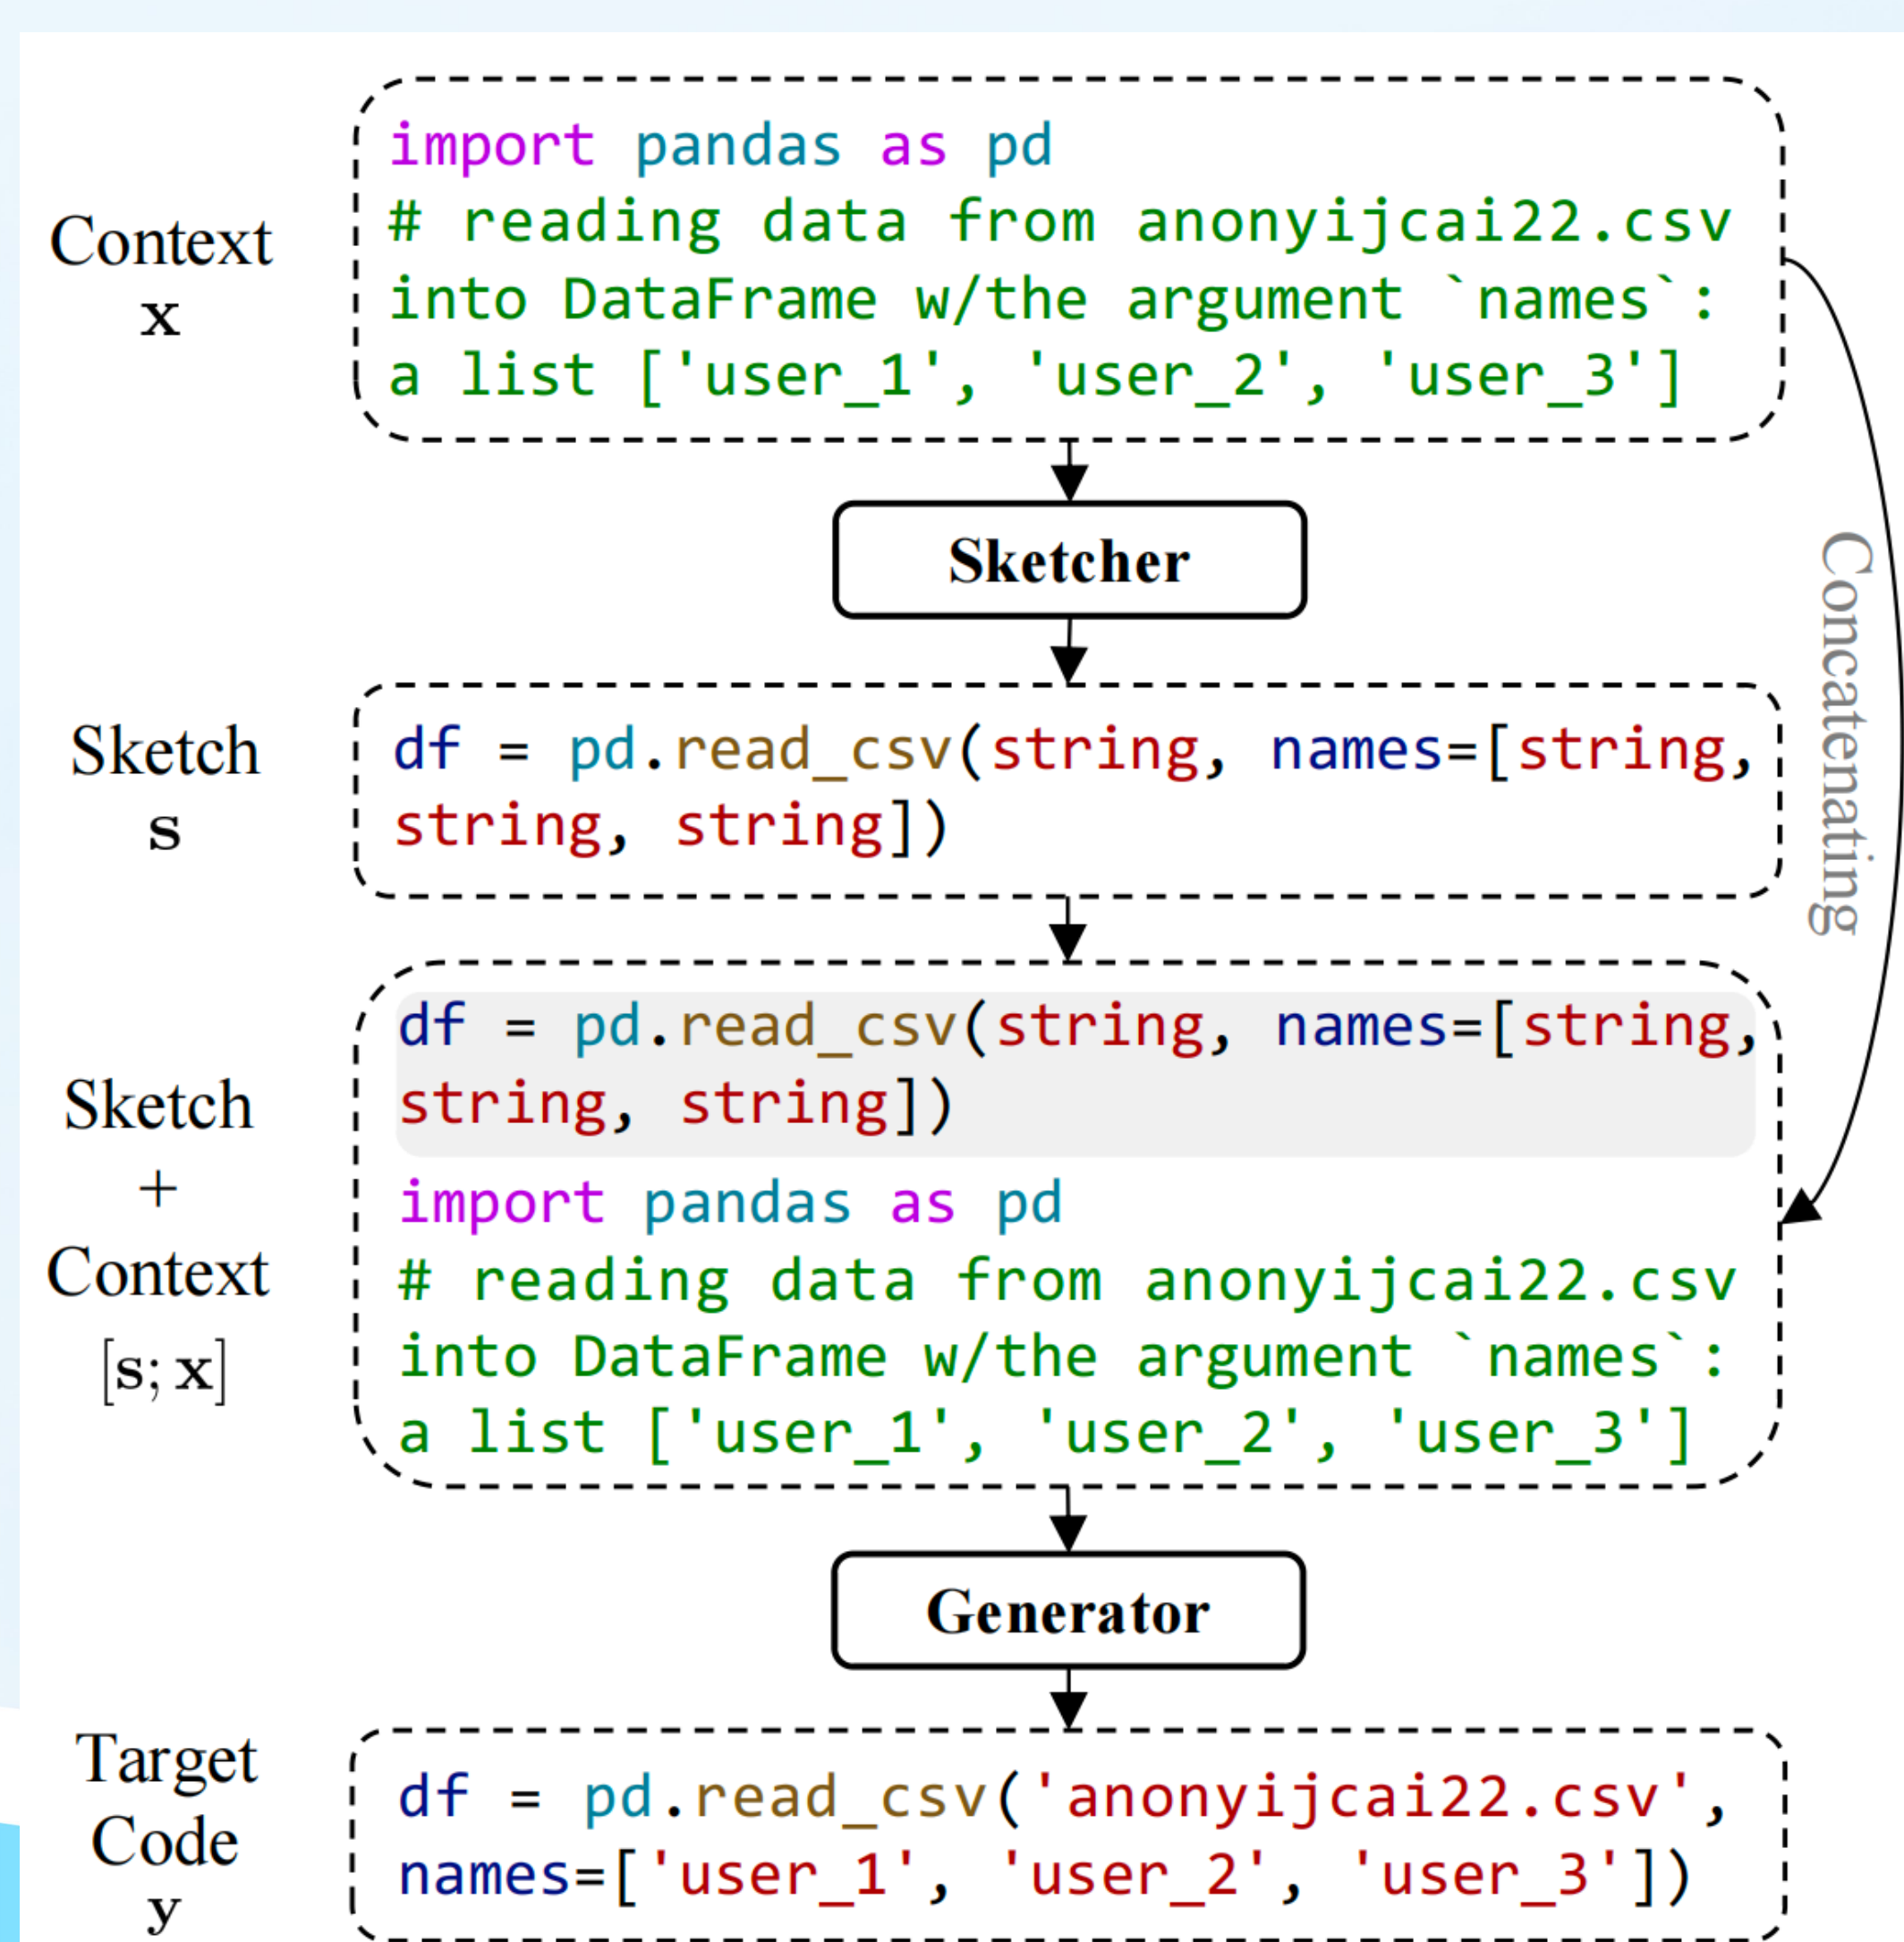 Context
x
import pandas as pd
# reading data from anonyijcai22.csv
into DataFrame w/the argument `names`:
a list ['user_1', 'user_2', 'user_3']
Sketcher
Concatenating
Sketch
s
df = pd.read_csv(string, names=[string,
string, string])
Sketch
+
Context
[s; x]
df = pd.read_csv(string, names=[string,
string, string])
import pandas as pd
# reading data from anonyijcai22.csv
into DataFrame w/the argument `names`:
a list ['user_1', 'user_2', 'user_3']
Generator
Target
Code
y
df = pd.read_csv('anonyijcai22.csv',
names=['user_1', 'user_2', 'user_3'])